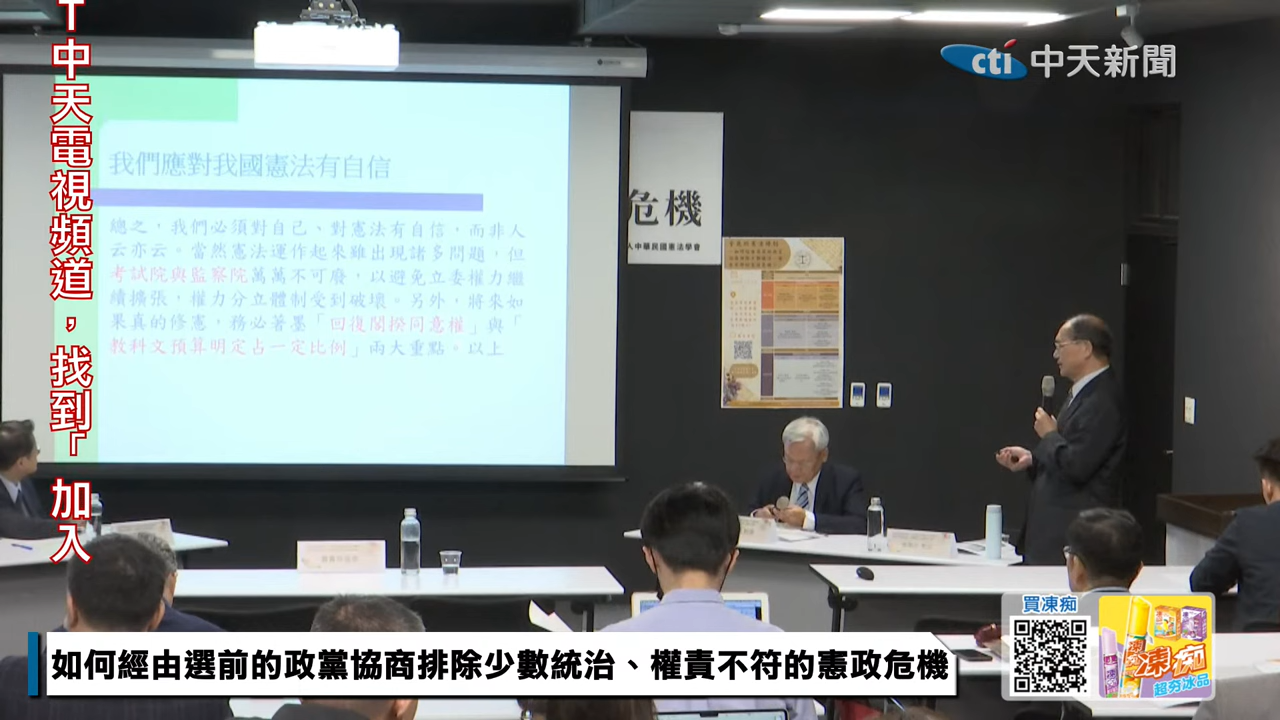 T中天電視頻道，找到「加入
cti 中天新聞
我們應對我國憲法有自信
總之，我們必須對自己、對憲法有自信，而非人
云亦云。當然憲法運作起來雖出現諸多問題，但
考試院與監察院萬萬不可廢，以避免立委權力繼
續擴張，權力分立體制受到破壞。另外，將來如
果真的修憲，務必著墨「回復閣揆同意權」與「
教科文預算明定占一定比例」兩大重點。以上
危機
人中華民國憲法學會
買凍痴
凍痴
超夯冰品
如何經由選前的政黨協商排除少數統治、權責不符的憲政危機